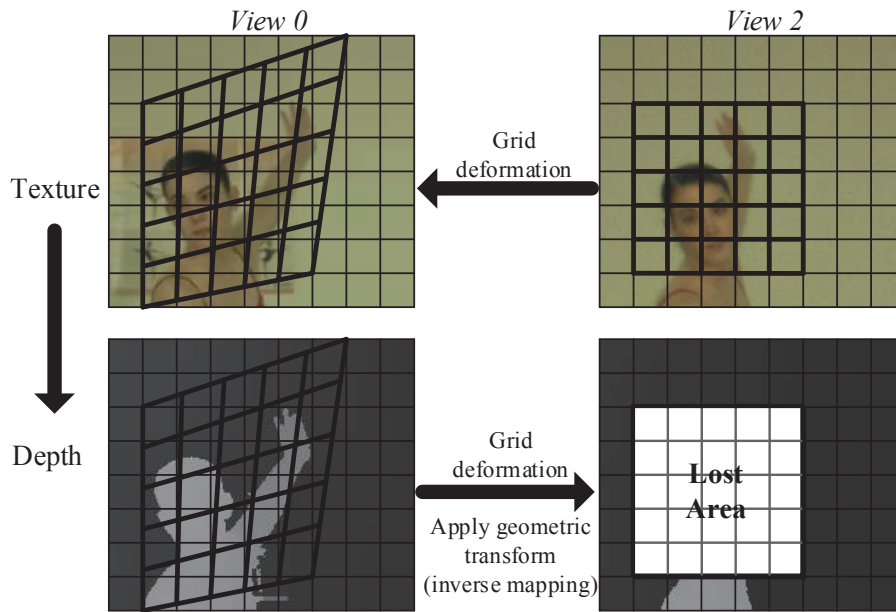 View 0
View 2
Grid
deformation
Texture
Depth
Grid
deformation
Apply geometric
transform
(inverse mapping)
Lost
Area